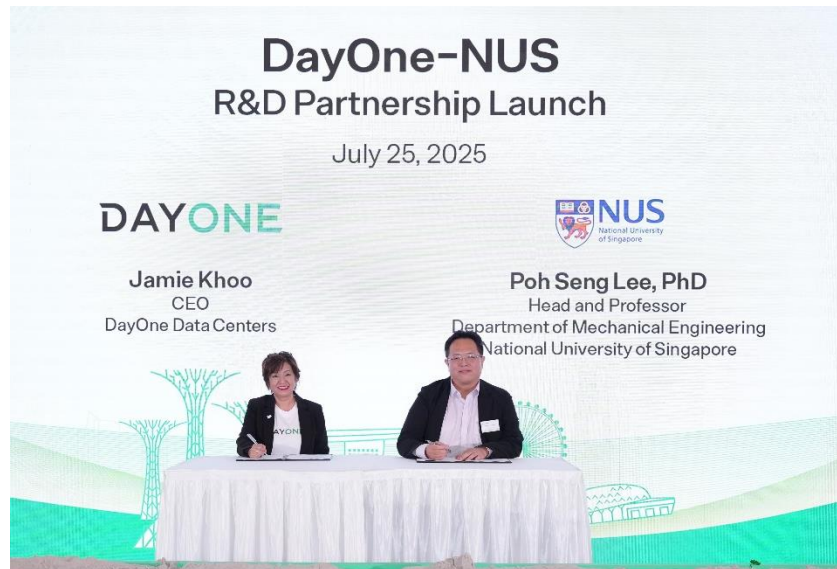 DayOne-NUS
R&D Partnership Launch
July 25, 2025
DAYONE
Jamie Khoo
CEO
DayOne Data Centers
NUS
National University
of Singapore
Poh Seng Lee, PhD
Head and Professor
Department of Mechanical Engineering
National University of Singapore
DAYONE